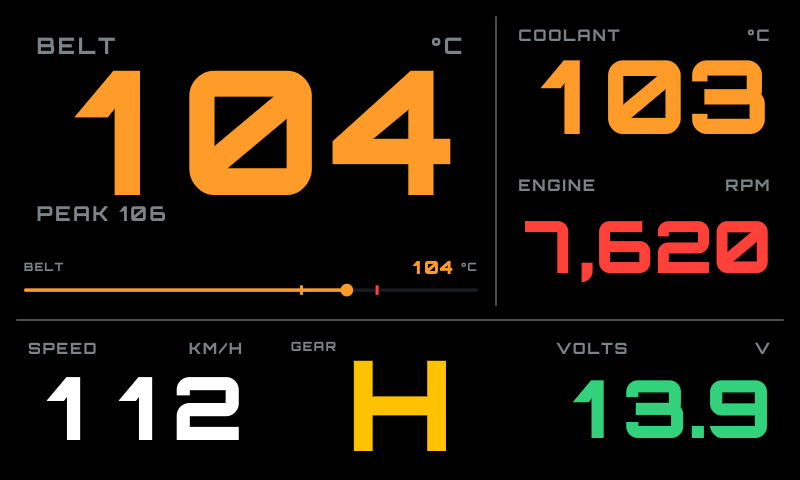 BELT °C
104
PEAK 106
BELT 104 °C
COOLANT °C
103
ENGINE RPM
7,620
SPEED KM/H
112
GEAR
H
VOLTS V
13.9